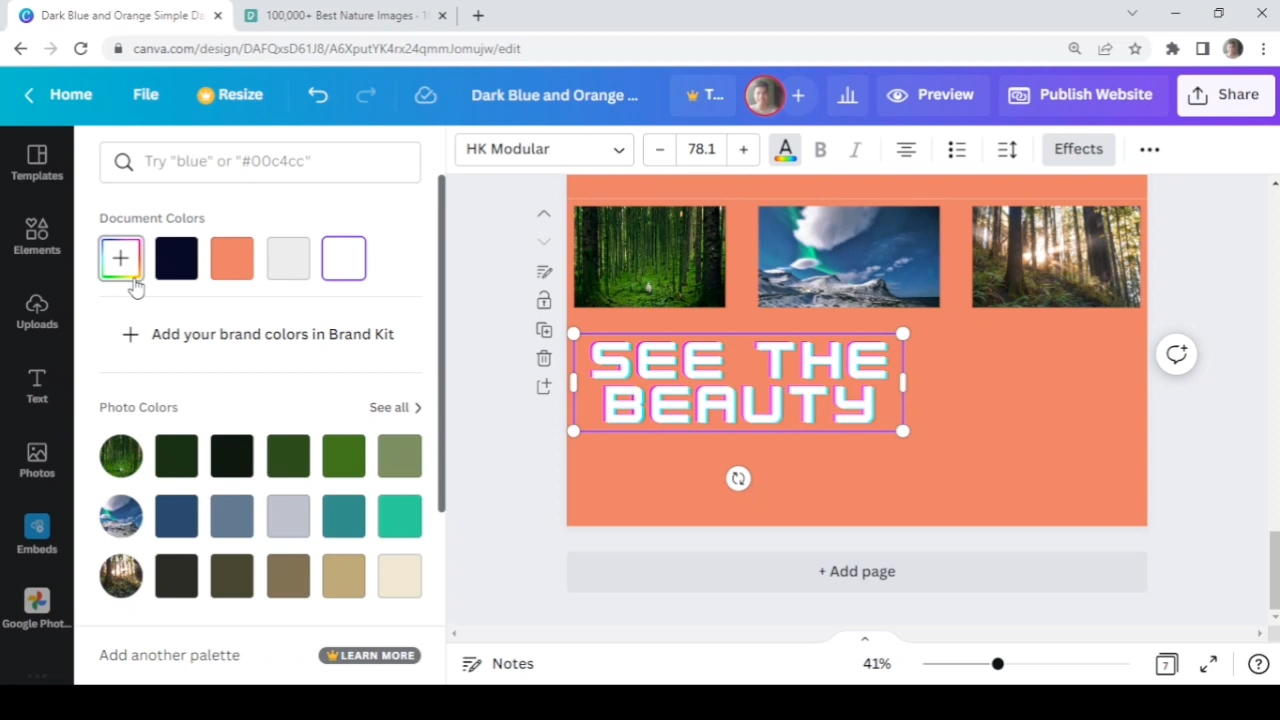 Dark Blue and Orange Simple Da
100,000+ Best Nature Images - 1
canva.com/design/DAFQxsD61J8/A6XputYK4rx24qmmJomujw/edit
Home
File
Resize
Dark Blue and Orange ...
T...
Preview
Publish Website
Share
Templates
Elements
Uploads
Text
Photos
Embeds
Google Phot...
Try "blue" or "#00c4cc"
Document Colors
Add your brand colors in Brand Kit
Photo Colors
See all
Add another palette
LEARN MORE
HK Modular
78.1
A
B
I
Effects
SEE THE
BEAUTY
+ Add page
Notes
41%
7